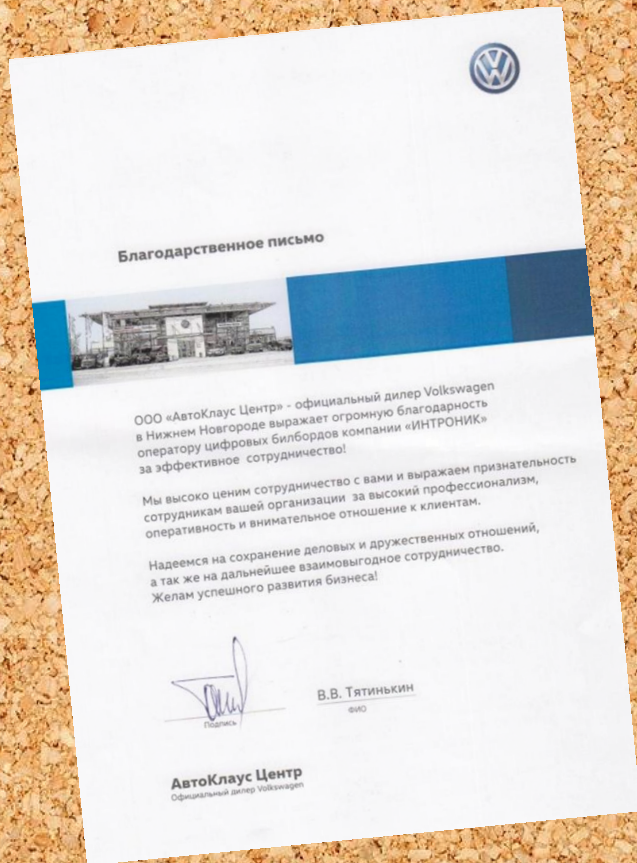 Благодарственное письмо
ООО «АвтоКлаус Центр» - официальный дилер Volkswagen
в Нижнем Новгороде выражает огромную благодарность
оператору цифровых билбордов компании «ИНТРОНИК»
за эффективное сотрудничество!
Мы высоко ценим сотрудничество с вами и выражаем признательность
сотрудникам вашей организации за высокий профессионализм,
оперативность и внимательное отношение к клиентам.
Надеемся на сохранение деловых и дружественных отношений,
а так же на дальнейшее взаимовыгодное сотрудничество.
Желам успешного развития бизнеса!
В.В. Тятинькин
Подпись
ФИО
АвтоКлаус Центр
Официальный дилер Volkswagen